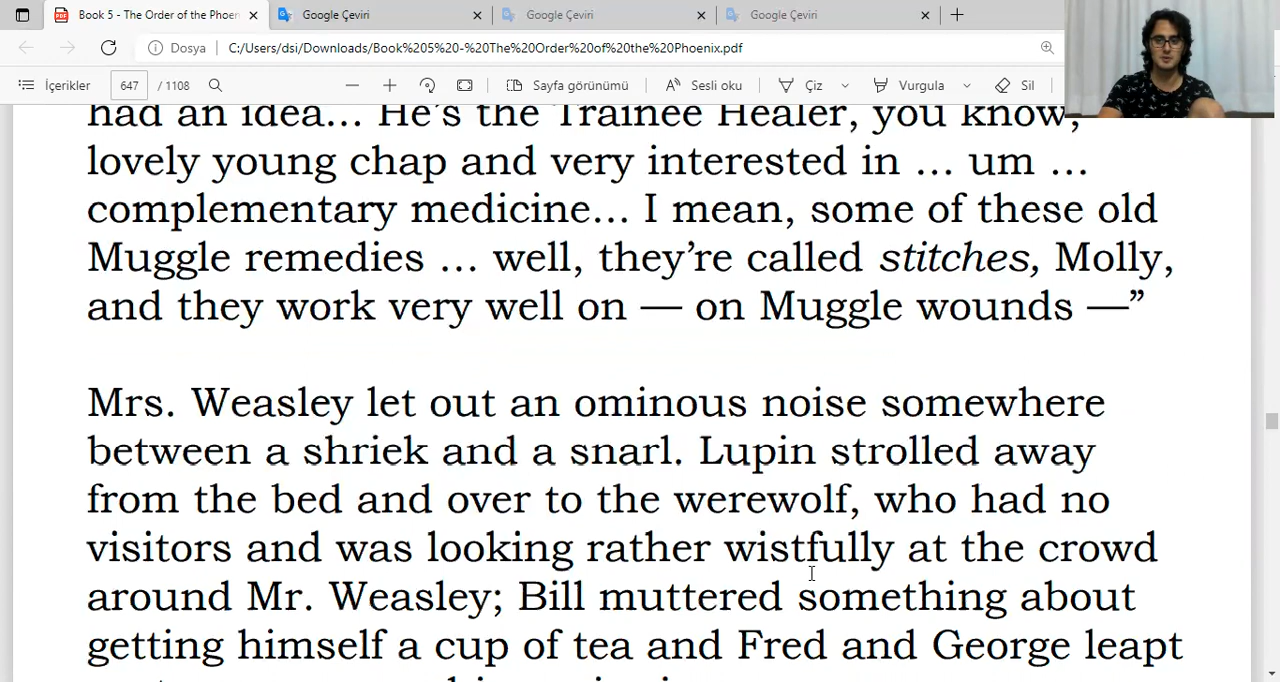 Book 5 - The Order of the Phoen
Google Çeviri
Google Çeviri
Google Çeviri
Dosya
C:/Users/dsi/Downloads/Book%205%20-%20The%20Order%20of%20the%20Phoenix.pdf
İçerikler
647
/ 1108
Sayfa görünümü
Sesli oku
Çiz
Vurgula
Sil
had an idea… He’s the Trainee Healer, you know,
lovely young chap and very interested in … um …
complementary medicine… I mean, some of these old
Muggle remedies … well, they’re called stitches, Molly,
and they work very well on — on Muggle wounds —”
Mrs. Weasley let out an ominous noise somewhere
between a shriek and a snarl. Lupin strolled away
from the bed and over to the werewolf, who had no
visitors and was looking rather wistfully at the crowd
around Mr. Weasley; Bill muttered something about
getting himself a cup of tea and Fred and George leapt